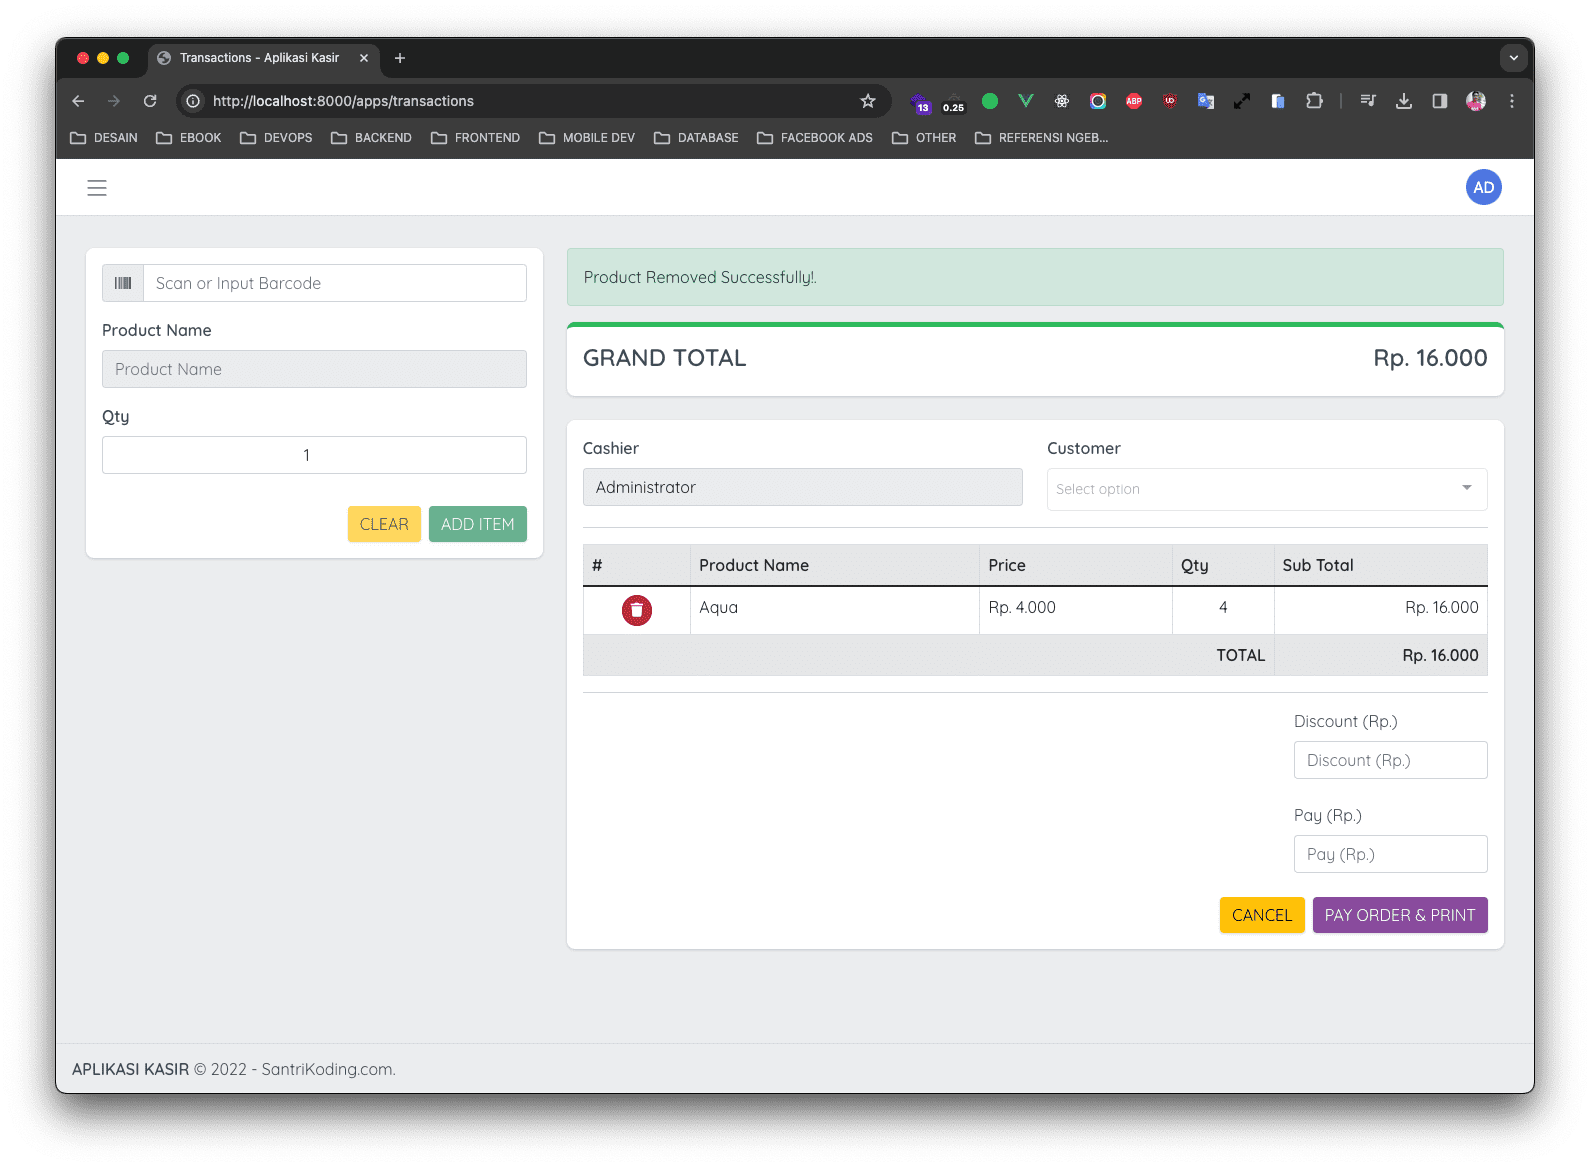 Transactions - Aplikasi Kasir
http://localhost:8000/apps/transactions
13
0.25
ABP
DESAIN EBOOK DEVOPS BACKEND FRONTEND MOBILE DEV DATABASE FACEBOOK ADS OTHER REFERENSI NGEB...
AD
Scan or Input Barcode
Product Name
Product Name
Qty
1
CLEAR ADD ITEM
Product Removed Successfully!.
GRAND TOTAL Rp. 16.000
Cashier Customer
Administrator Select option
# Product Name Price Qty Sub Total
Aqua Rp. 4.000 4 Rp. 16.000
TOTAL Rp. 16.000
Discount (Rp.)
Discount (Rp.)
Pay (Rp.)
Pay (Rp.)
CANCEL PAY ORDER & PRINT
APLIKASI KASIR © 2022 - SantriKoding.com.